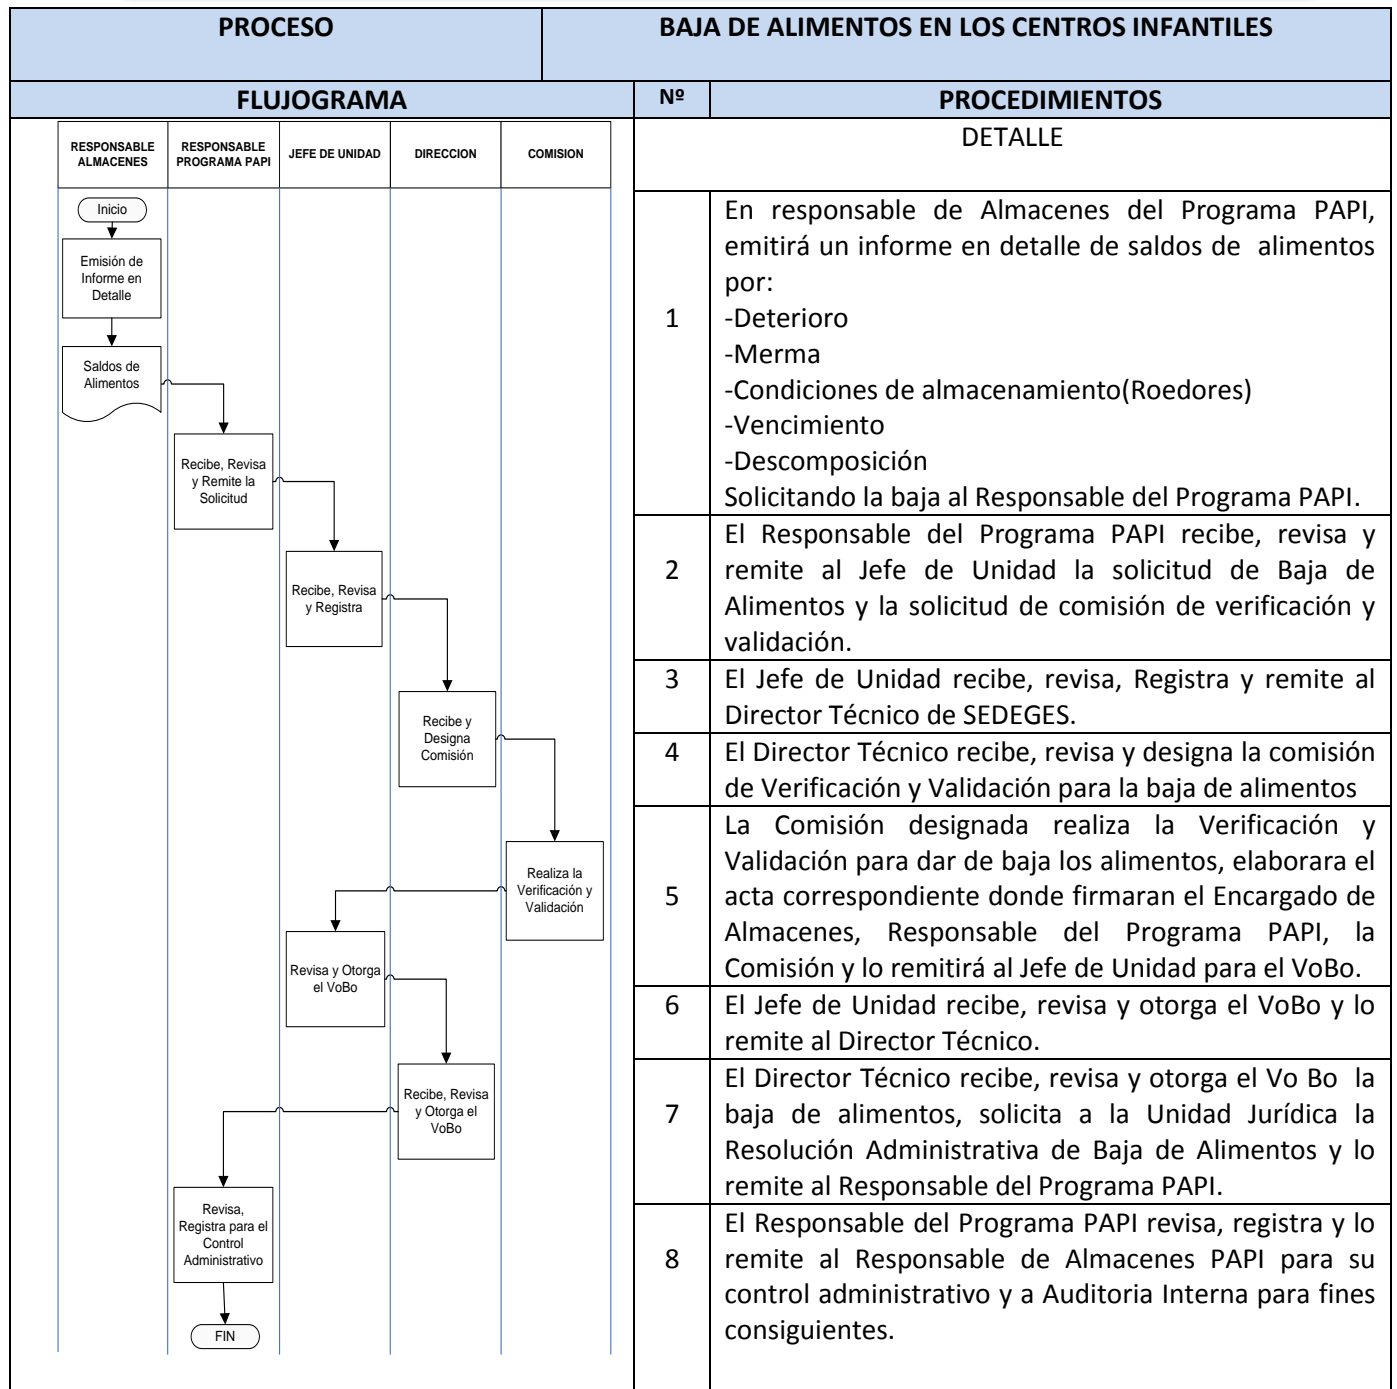 PROCESO
BAJA DE ALIMENTOS EN LOS CENTROS INFANTILES
FLUJOGRAMA
Nº
PROCEDIMIENTOS
RESPONSABLE
ALMACENES
RESPONSABLE
PROGRAMA PAPI
JEFE DE UNIDAD
DIRECCION
COMISION
Inicio
Emisión de
Informe en
Detalle
Saldos de
Alimentos
Recibe, Revisa
y Remite la
Solicitud
Recibe, Revisa
y Registra
Recibe y
Designa
Comisión
Realiza la
Verificación y
Validación
Revisa y Otorga
el VoBo
Recibe, Revisa
y Otorga el
VoBo
Revisa,
Registra para el
Control
Administrativo
FIN
DETALLE
1
En responsable de Almacenes del Programa PAPI,
emitirá un informe en detalle de saldos de alimentos
por:
-Deterioro
-Merma
-Condiciones de almacenamiento(Roedores)
-Vencimiento
-Descomposición
Solicitando la baja al Responsable del Programa PAPI.
2
El Responsable del Programa PAPI recibe, revisa y
remite al Jefe de Unidad la solicitud de Baja de
Alimentos y la solicitud de comisión de verificación y
validación.
3
El Jefe de Unidad recibe, revisa, Registra y remite al
Director Técnico de SEDEGES.
4
El Director Técnico recibe, revisa y designa la comisión
de Verificación y Validación para la baja de alimentos
5
La Comisión designada realiza la Verificación y
Validación para dar de baja los alimentos, elaborara el
acta correspondiente donde firmaran el Encargado de
Almacenes, Responsable del Programa PAPI, la
Comisión y lo remitirá al Jefe de Unidad para el VoBo.
6
El Jefe de Unidad recibe, revisa y otorga el VoBo y lo
remite al Director Técnico.
7
El Director Técnico recibe, revisa y otorga el Vo Bo la
baja de alimentos, solicita a la Unidad Jurídica la
Resolución Administrativa de Baja de Alimentos y lo
remite al Responsable del Programa PAPI.
8
El Responsable del Programa PAPI revisa, registra y lo
remite al Responsable de Almacenes PAPI para su
control administrativo y a Auditoria Interna para fines
consiguientes.